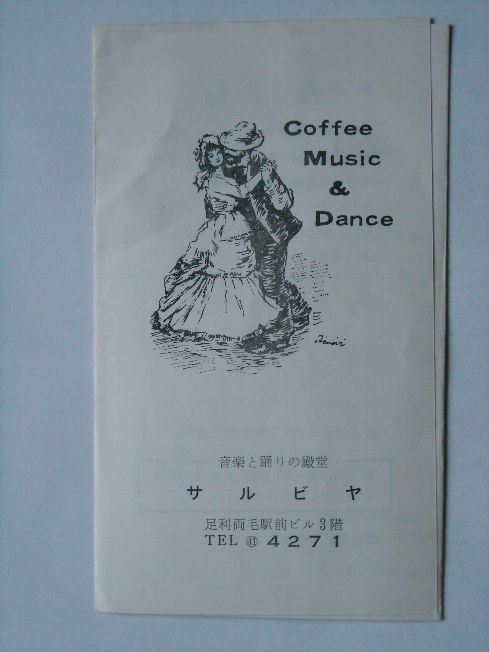 Coffee
Music
&
Dance
Renoir
音楽と踊りの殿堂
サルビヤ
足利両毛駅前ビル3階
TEL ㊶ 4271